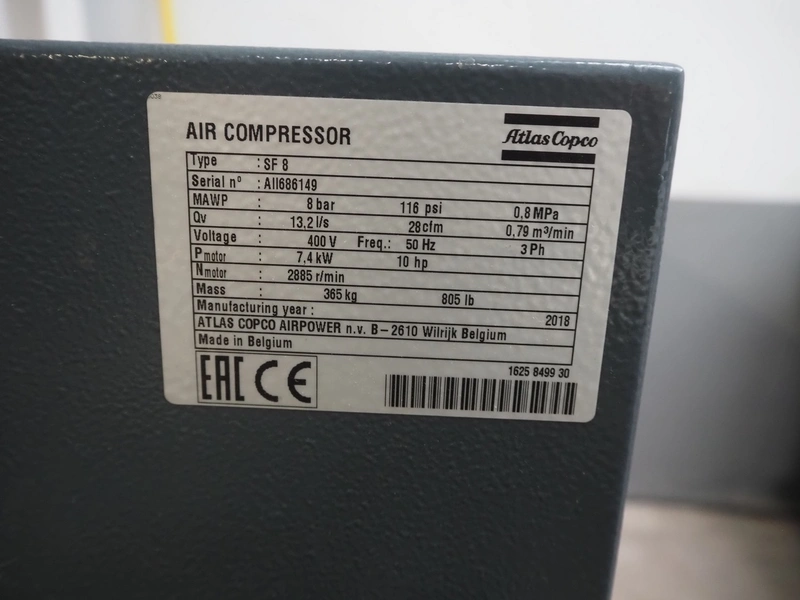 AIR COMPRESSOR
Atlas Copco
Type : SF 8
Serial nº : AII686149
MAWP : 8 bar 116 psi 0,8 MPa
Qv : 13,2 l/s 28cfm 0,79 m³/min
Voltage : 400 V Freq.: 50 Hz 3 Ph
Pmotor : 7,4 kW 10 hp
Nmotor : 2885 r/min
Mass : 365 kg 805 lb
Manufacturing year : 2018
ATLAS COPCO AIRPOWER n.v. B–2610 Wilrijk Belgium
Made in Belgium
1625 8499 30
EAC CE